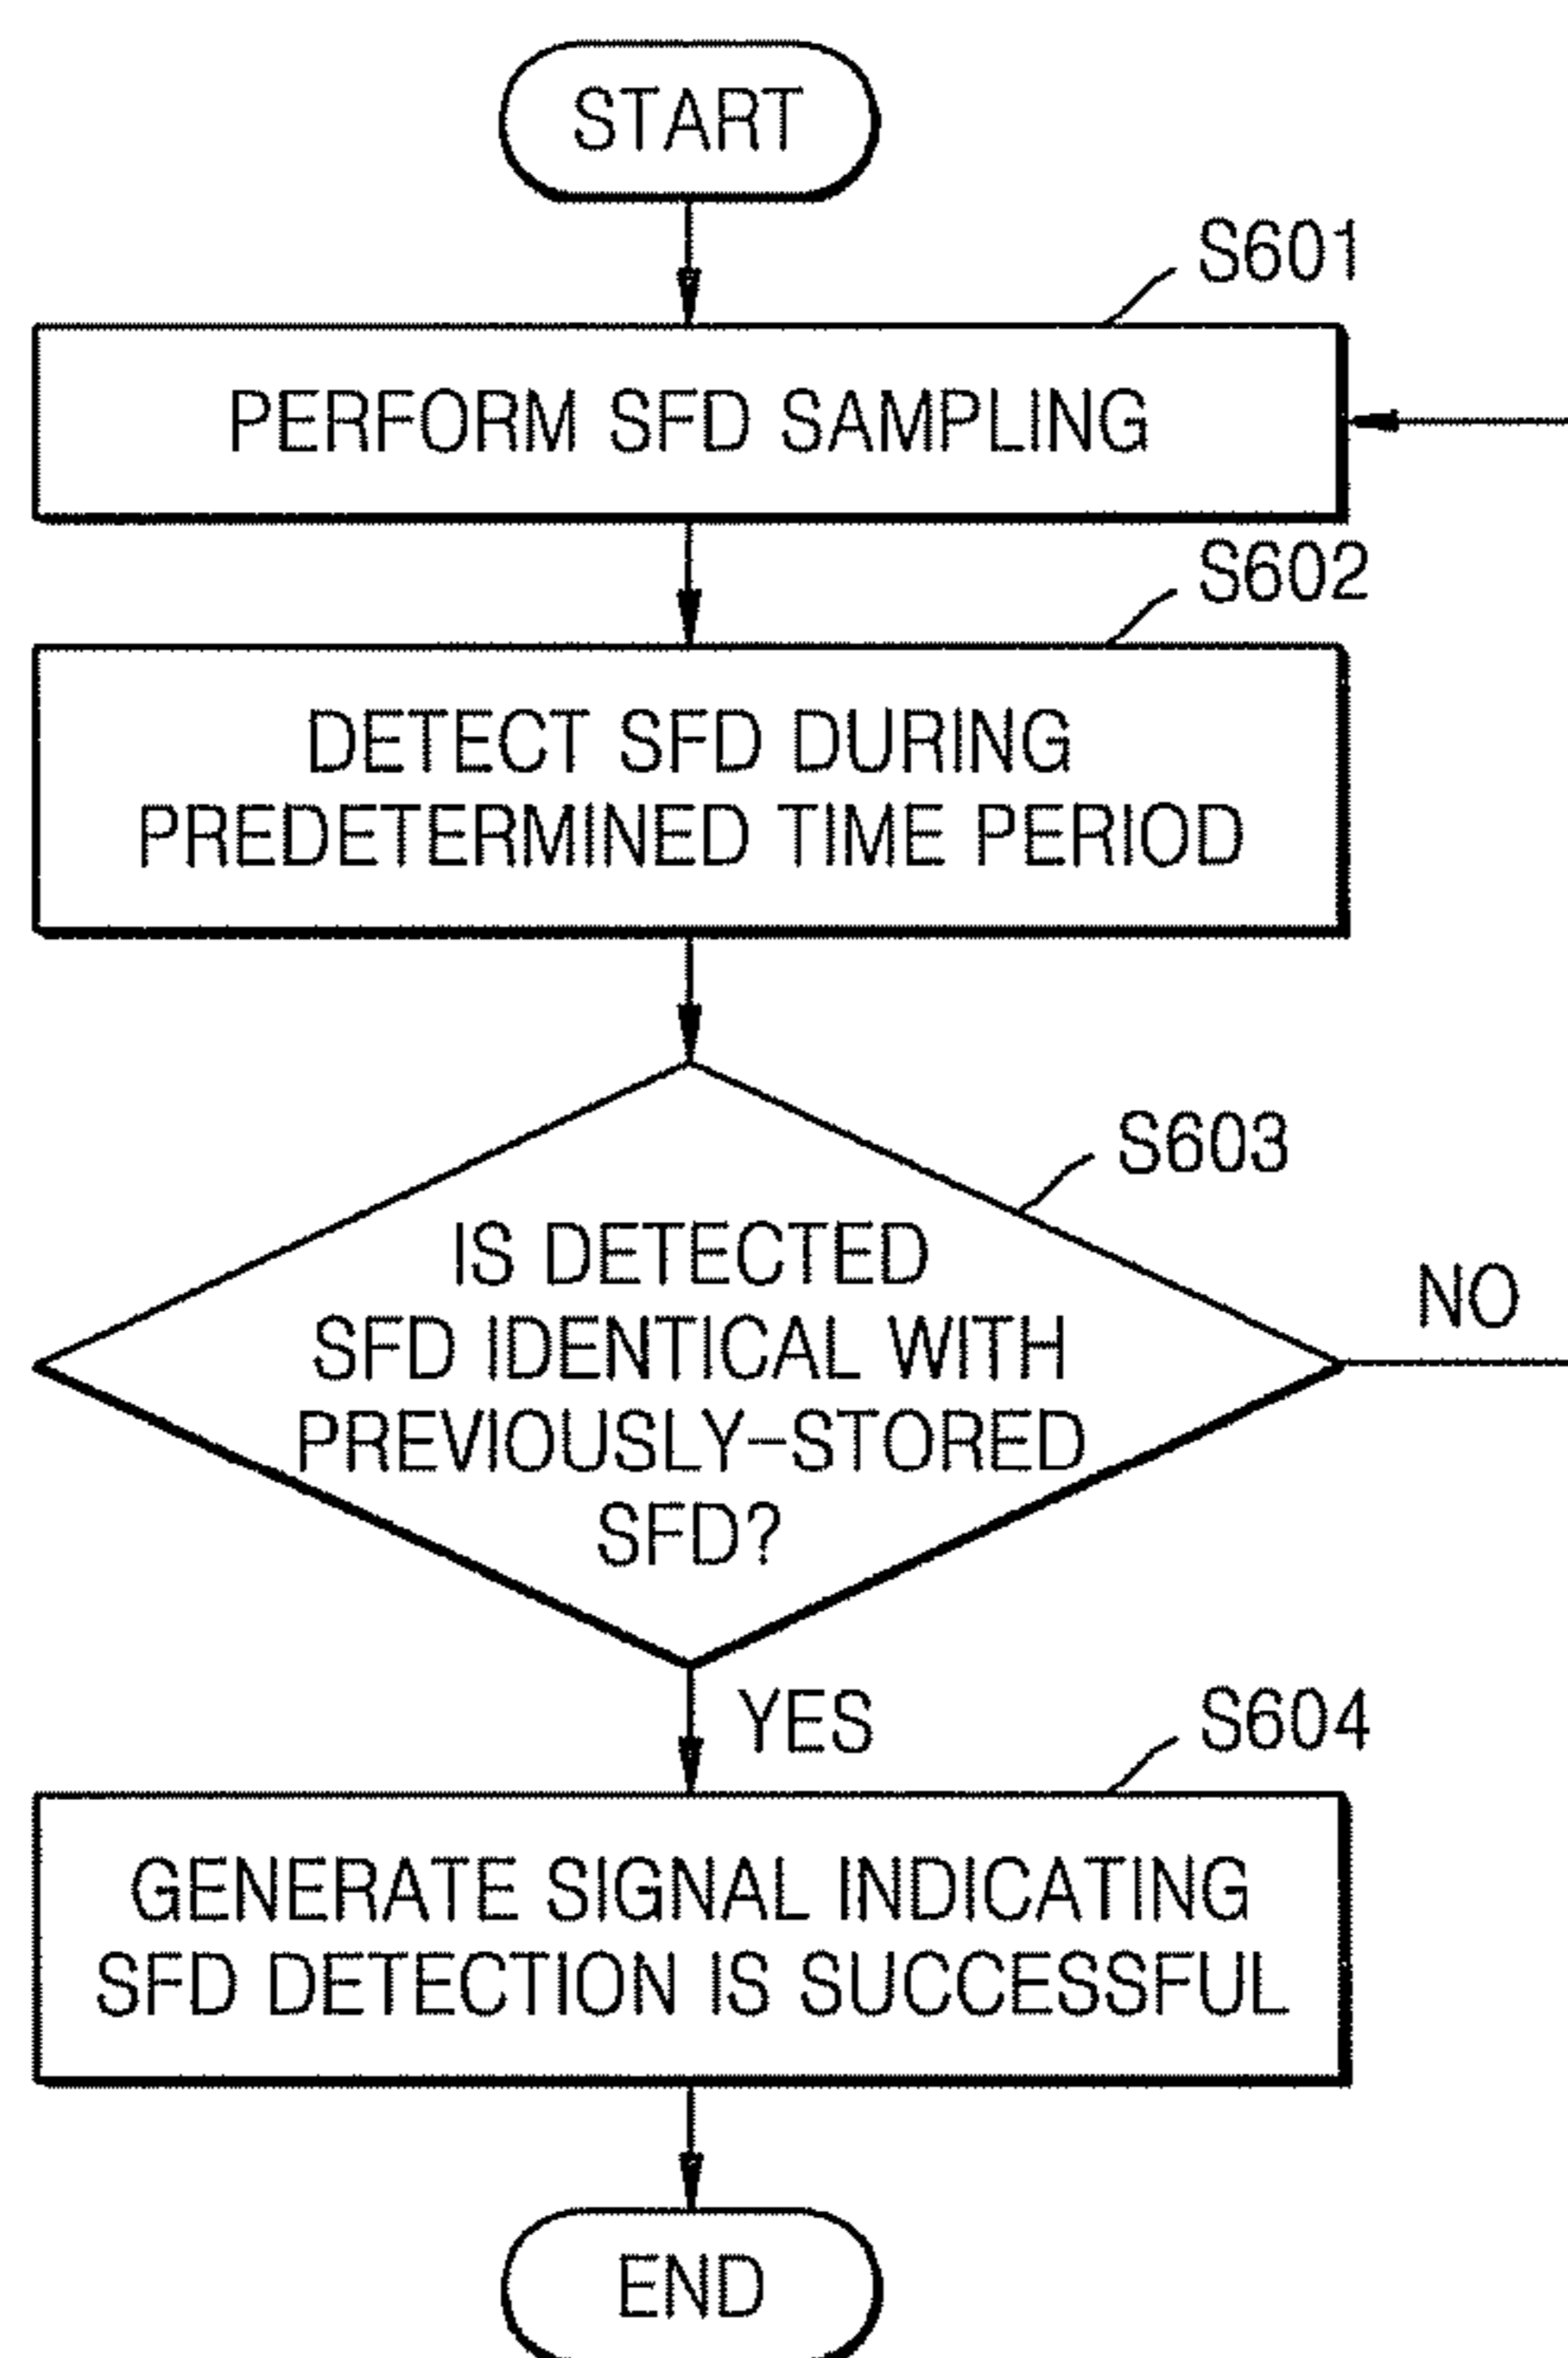 START
S601
PERFORM SFD SAMPLING
S602
DETECT SFD DURING
PREDETERMINED TIME PERIOD
S603
IS DETECTED
SFD IDENTICAL WITH
PREVIOUSLY-STORED
SFD?
NO
YES
S604
GENERATE SIGNAL INDICATING
SFD DETECTION IS SUCCESSFUL
END